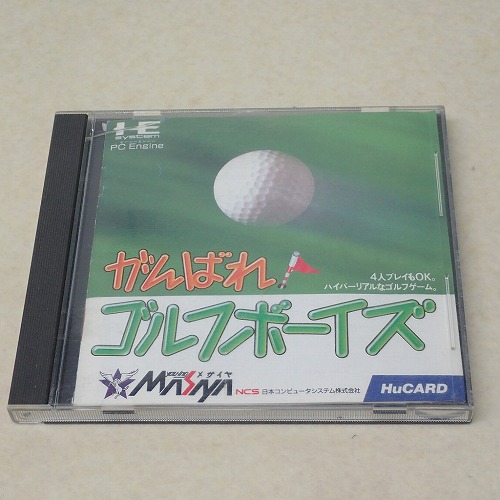 HE
system
PC Engine
がんばれ!
4人プレイもOK。
ハイパーリアルなゴルフゲーム。
ゴルフボーイズ
MASAYA メサイヤ
NCS 日本コンピュータシステム株式会社
HuCARD